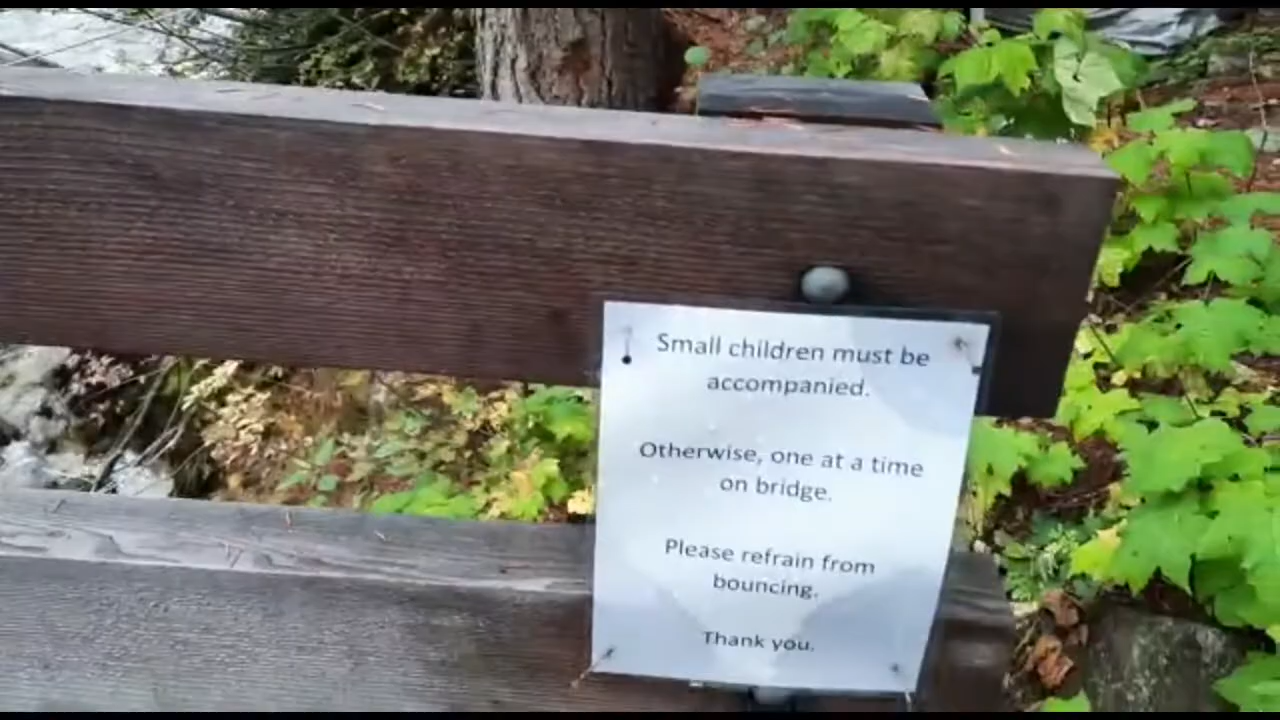 Small children must be
accompanied.
Otherwise, one at a time
on bridge.
Please refrain from
bouncing.
Thank you.